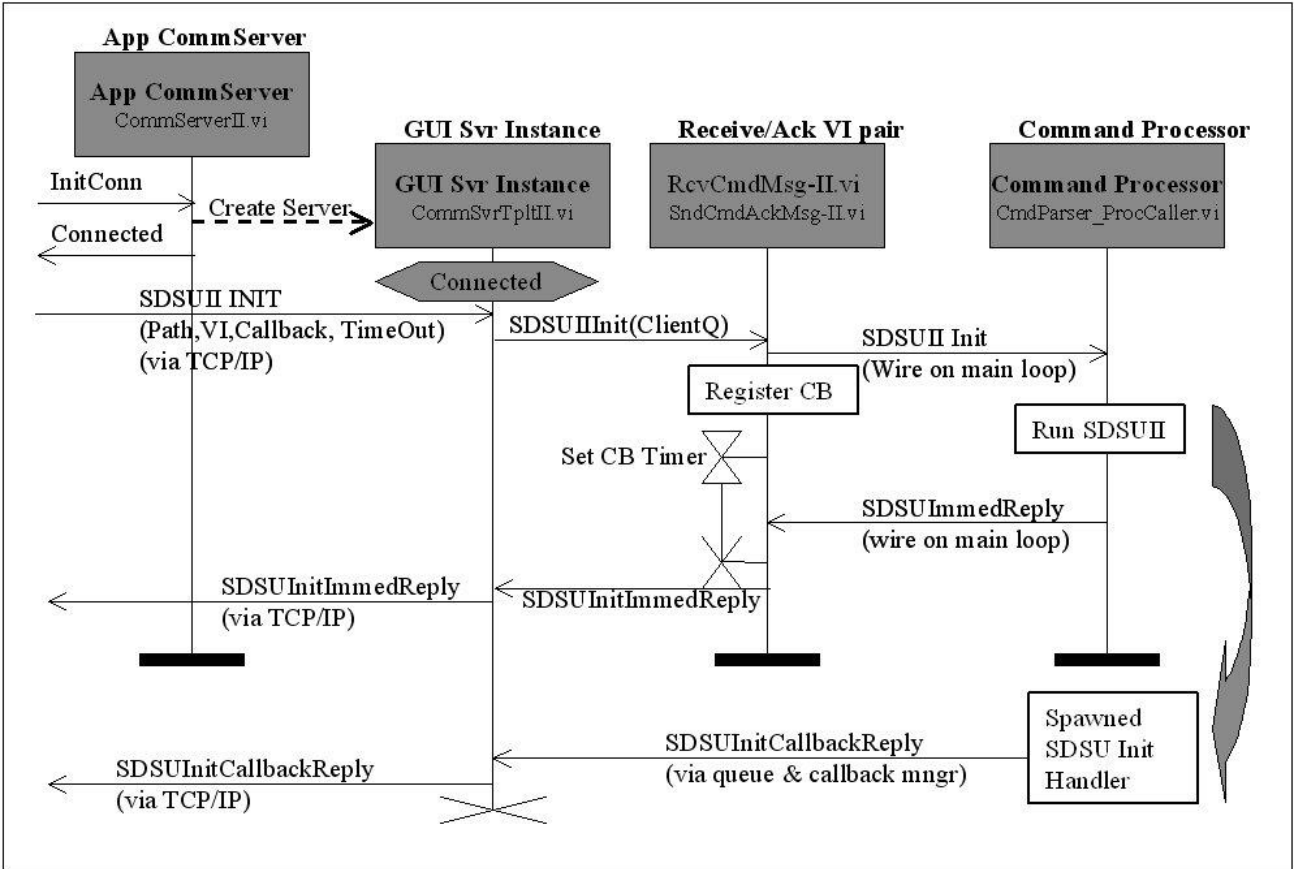 App CommServer
App CommServer
CommServerII.vi
GUI Svr Instance
Receive/Ack VI pair
Command Processor
GUI Svr Instance
CommSvrTpltII.vi
RcvCmdMsg-II.vi
SndCmdAckMsg-II.vi
Command Processor
CmdParser_ProcCaller.vi
InitConn
Create Server
Connected
Connected
SDSUII INIT
(Path,VI,Callback, TimeOut)
(via TCP/IP)
SDSUIIInit(ClientQ)
SDSUII Init
(Wire on main loop)
Register CB
Run SDSUII
Set CB Timer
SDSUImmedReply
(wire on main loop)
SDSUInitImmedReply
(via TCP/IP)
SDSUInitImmedReply
Spawned
SDSU Init
Handler
SDSUInitCallbackReply
(via queue & callback mngr)
SDSUInitCallbackReply
(via TCP/IP)